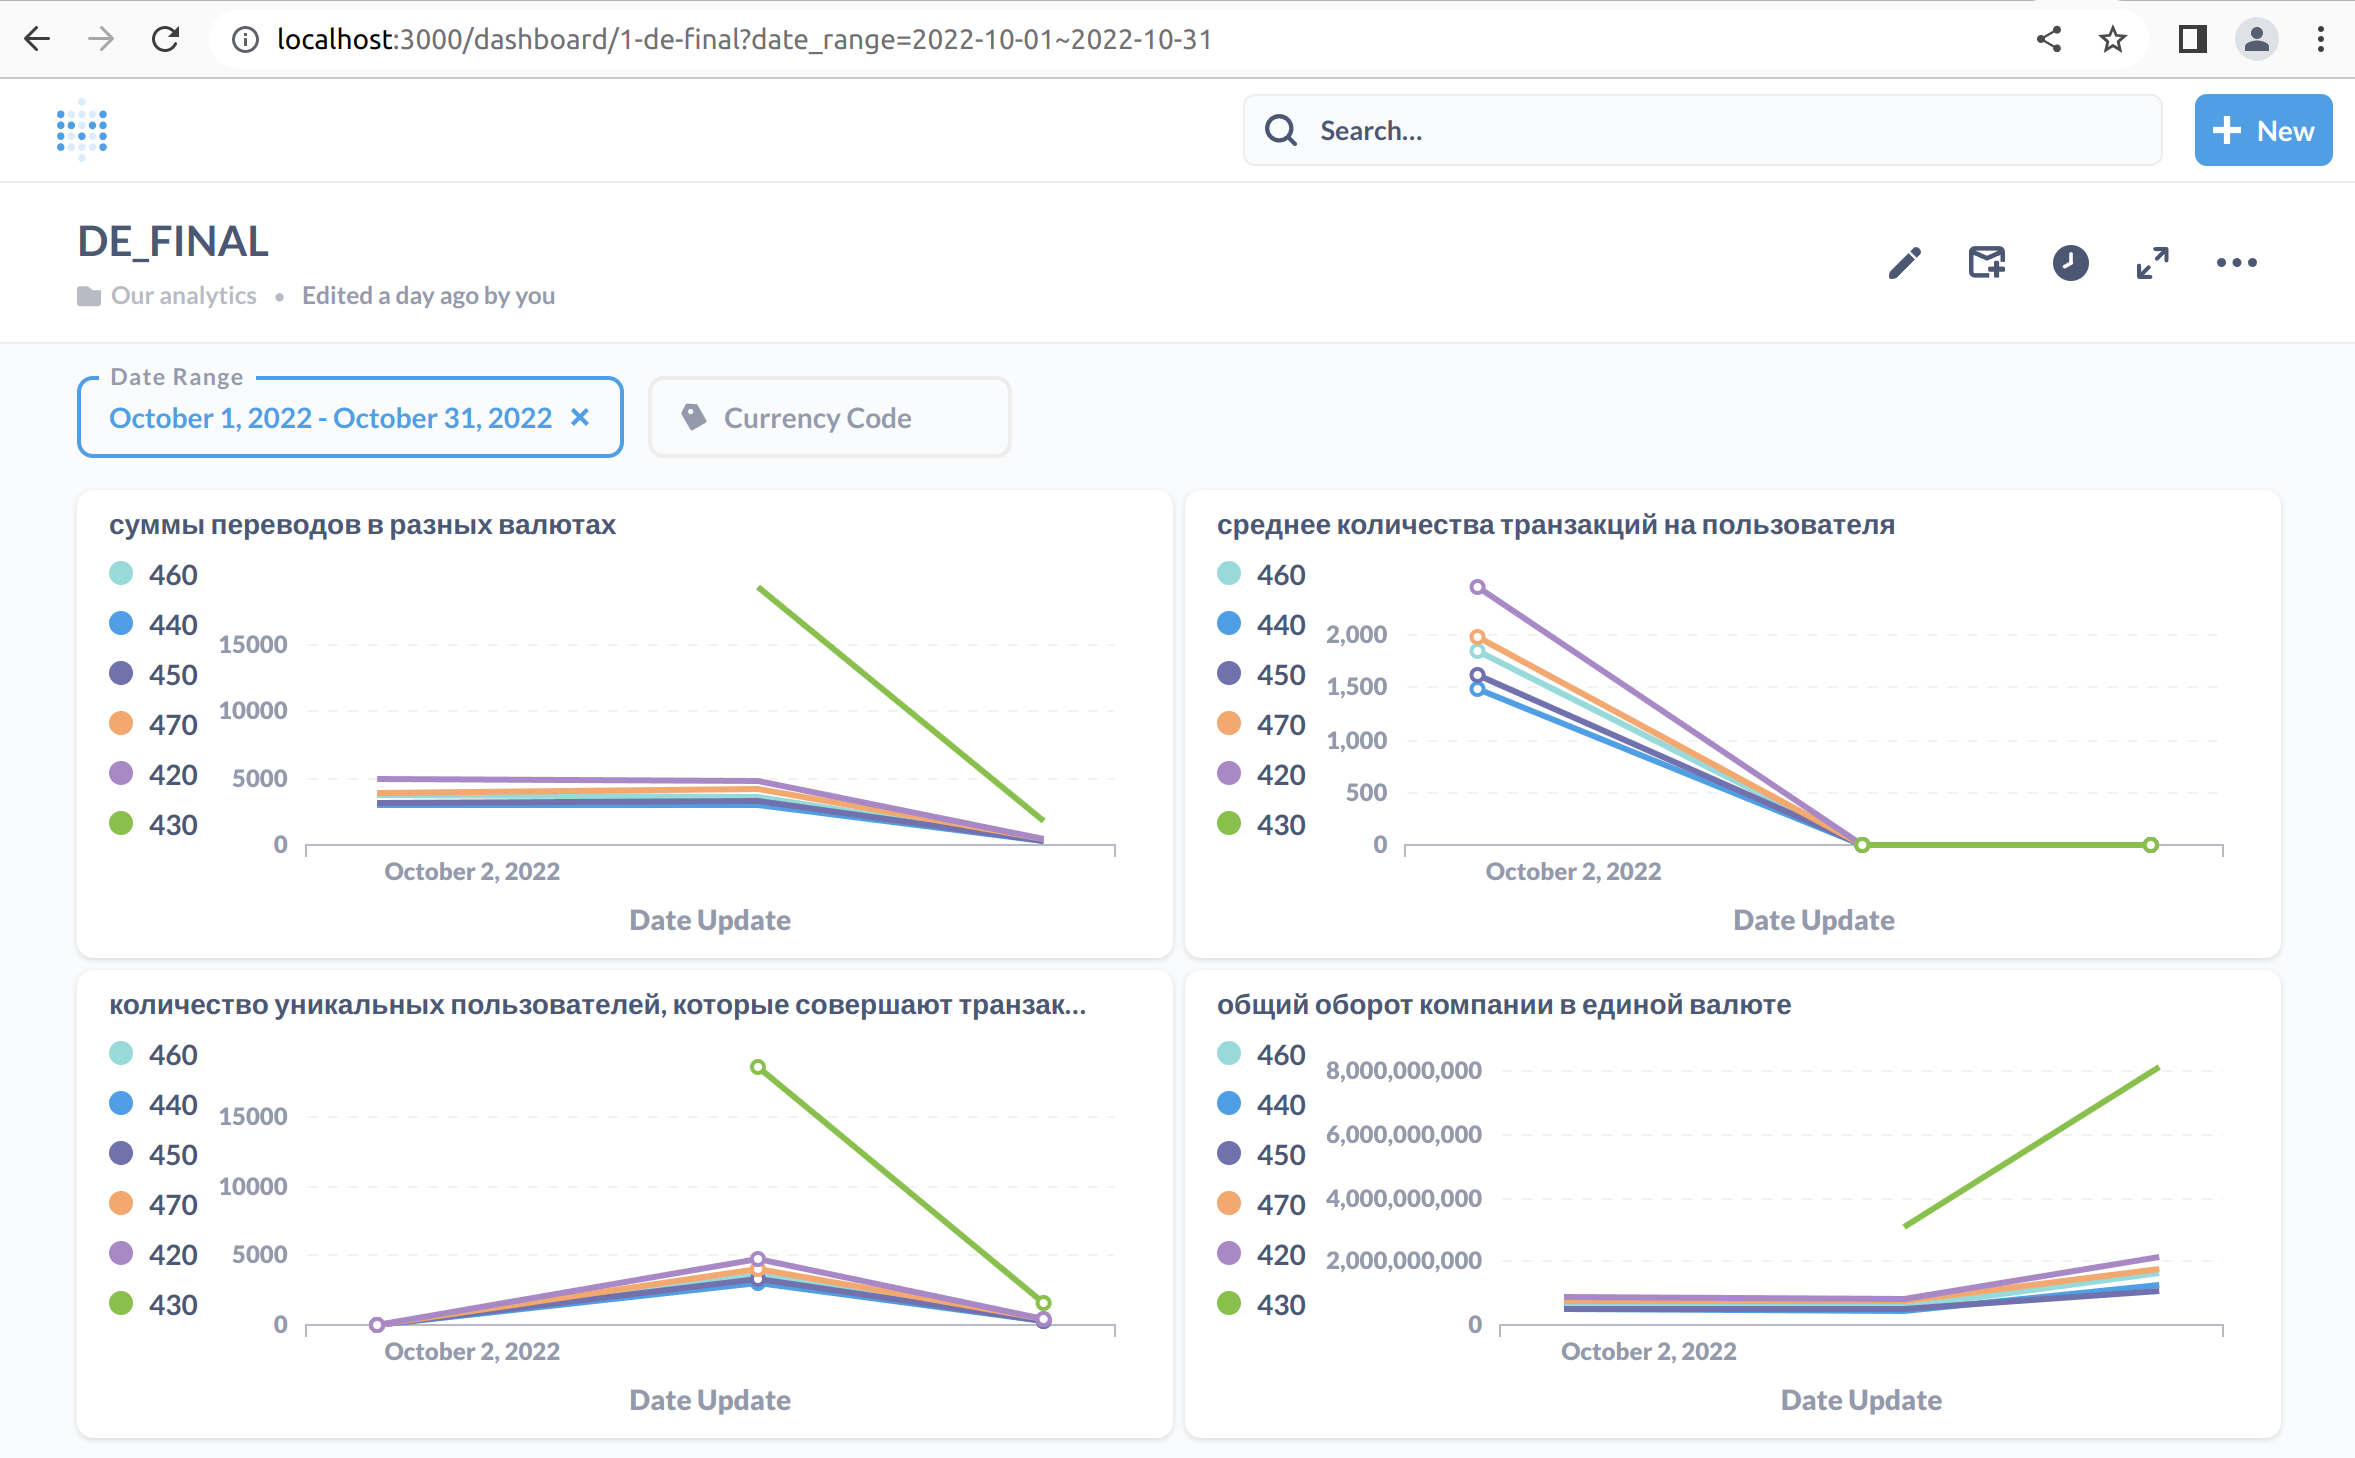 localhost:3000/dashboard/1-de-final?date_range=2022-10-01~2022-10-31
Search...
New
DE_FINAL
Our analytics • Edited a day ago by you
Date Range
October 1, 2022 - October 31, 2022
Currency Code
суммы переводов в разных валютах
460
440
450
470
420
430
15000
10000
5000
0
October 2, 2022
Date Update
среднее количества транзакций на пользователя
460
440
450
470
420
430
2,000
1,500
1,000
500
0
October 2, 2022
Date Update
количество уникальных пользователей, которые совершают транзак...
460
440
450
470
420
430
15000
10000
5000
0
October 2, 2022
Date Update
общий оборот компании в единой валюте
460
440
450
470
420
430
8,000,000,000
6,000,000,000
4,000,000,000
2,000,000,000
0
October 2, 2022
Date Update